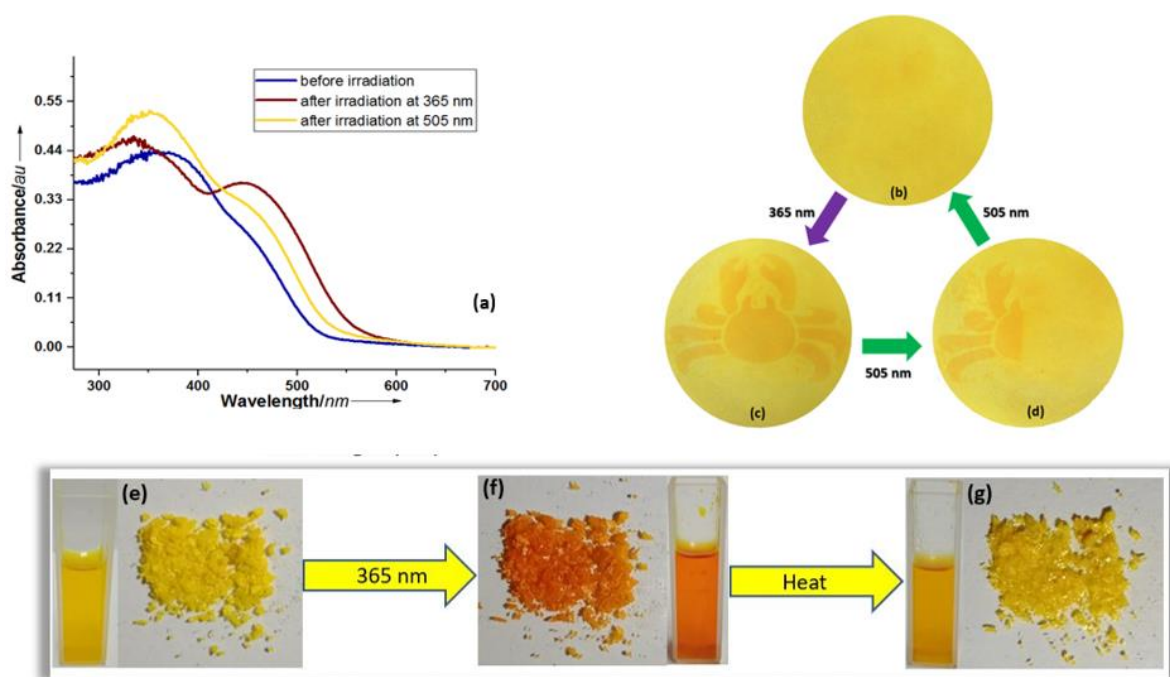 before irradiation
after irradiation at 365 nm
after irradiation at 505 nm
0.55
0.44
0.33
0.22
0.11
0.00
Absorbance/au
300 400 500 600 700
Wavelength/nm
(a)
(b)
365 nm
505 nm
(c)
505 nm
(d)
(e)
365 nm
(f)
Heat
(g)